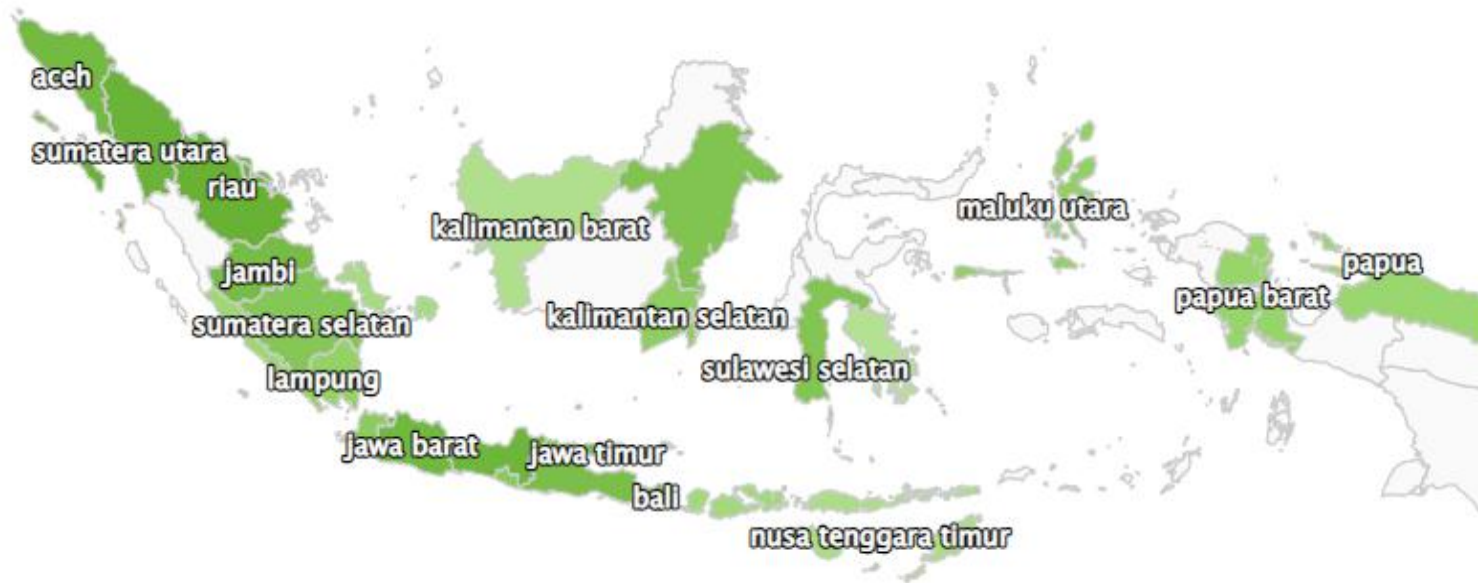 aceh
sumatera utara
riau
kalimantan barat
maluku utara
jambi
papua
papua barat
sumatera selatan
kalimantan selatan
sulawesi selatan
lampung
jawa barat
jawa timur
bali
nusa tenggara timur